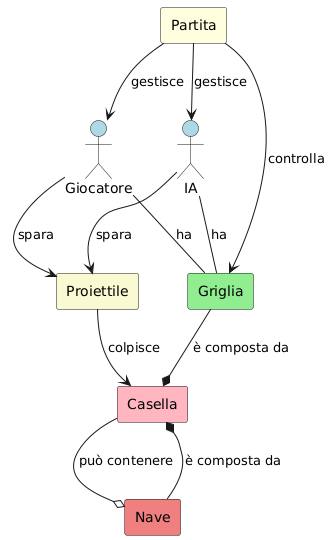 Partita
gestisce
gestisce
controlla
Giocatore
IA
spara
spara
ha
ha
Proiettile
Griglia
colpisce
è composta da
Casella
può contenere
è composta da
Nave